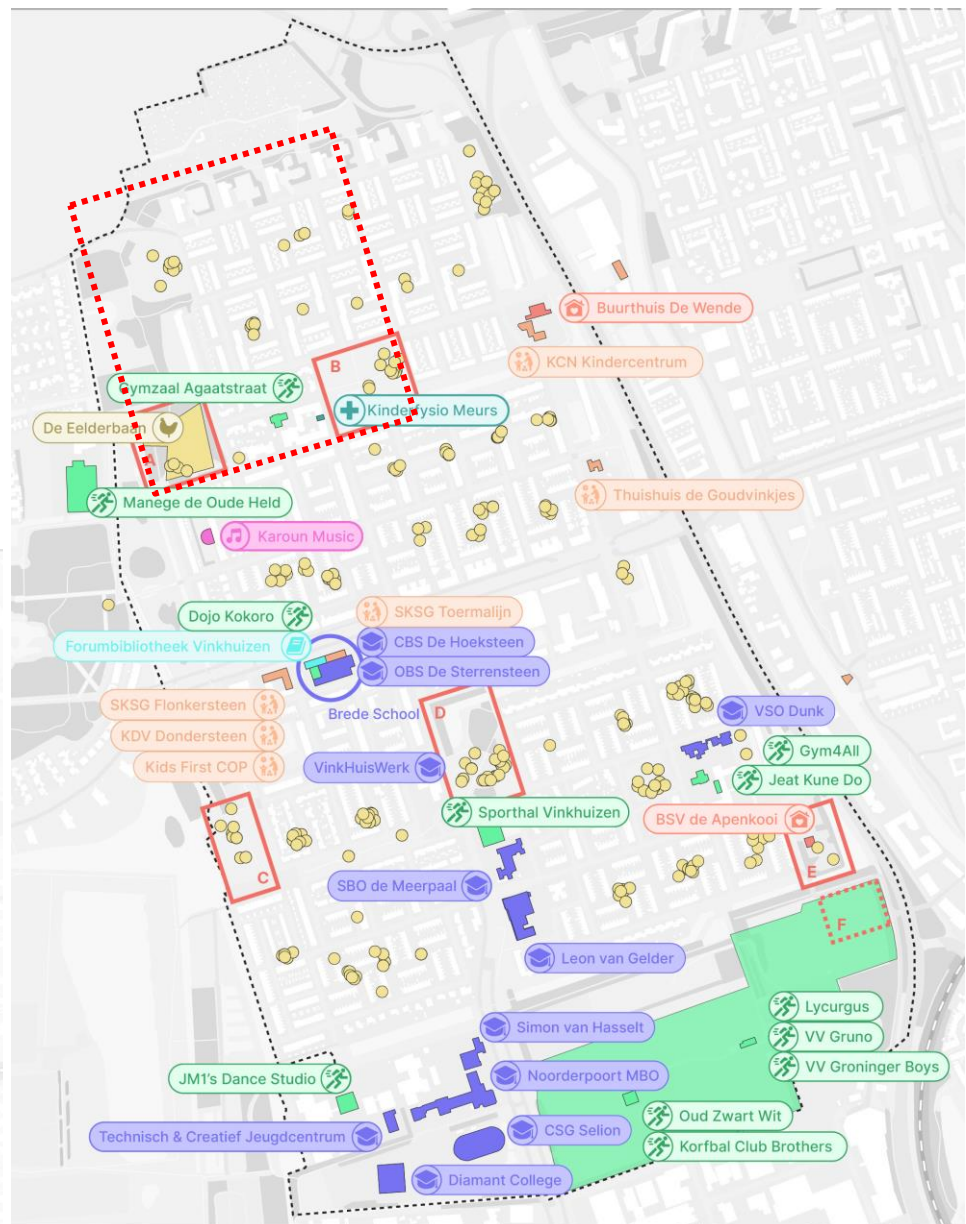 Buurthuis De Wende
KCN Kindercentrum
B
Gymzaal Agaatstraat
Kinderfysio Meurs
De Eelderbaan
A
Thuishuis de Goudvinkjes
Manege de Oude Held
Karoun Music
Dojo Kokoro
SKSG Toermalijn
Forumbibliotheek Vinkhuizen
CBS De Hoeksteen
OBS De Sterrensteen
SKSG Flonkersteen
Brede School
D
VSO Dunk
KDV Dondersteen
Gym4All
Kids First COP
VinkHuisWerk
Jeat Kune Do
Sporthal Vinkhuizen
BSV de Apenkooi
E
C
SBO de Meerpaal
F
Leon van Gelder
Lycurgus
Simon van Hasselt
VV Gruno
VV Groninger Boys
Noorderpoort MBO
JM1's Dance Studio
Oud Zwart Wit
CSG Selion
Technisch & Creatief Jeugdcentrum
Korfbal Club Brothers
Diamant College